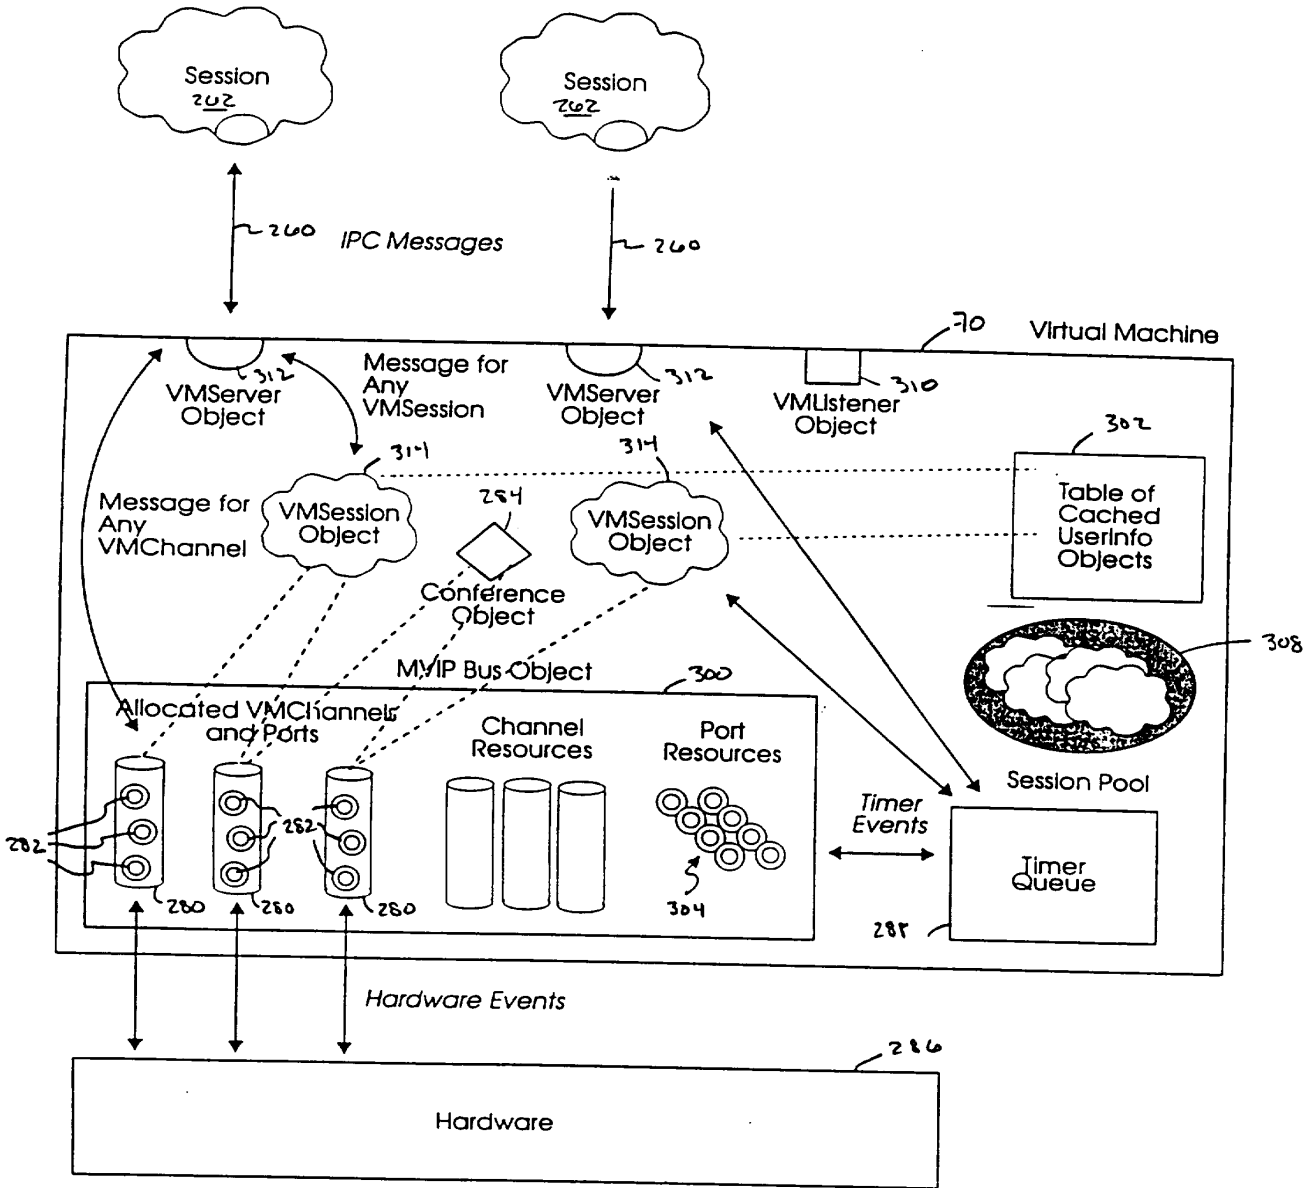 Session
262
Session
262
260
IPC Messages
260
70
Virtual Machine
312
VMServer
Object
Message for
Any
VMSession
312
VMServer
Object
310
VMListener
Object
302
314
314
Table of
Cached
UserInfo
Objects
Message for
Any
VMChannel
VMSession
Object
284
VMSession
Object
Conference
Object
308
MVIP Bus Object
300
Allocated VMChannels
and Ports
Channel
Resources
Port
Resources
Session Pool
Timer
Events
282
282
Timer
Queue
280
280
280
304
288
Hardware Events
286
Hardware